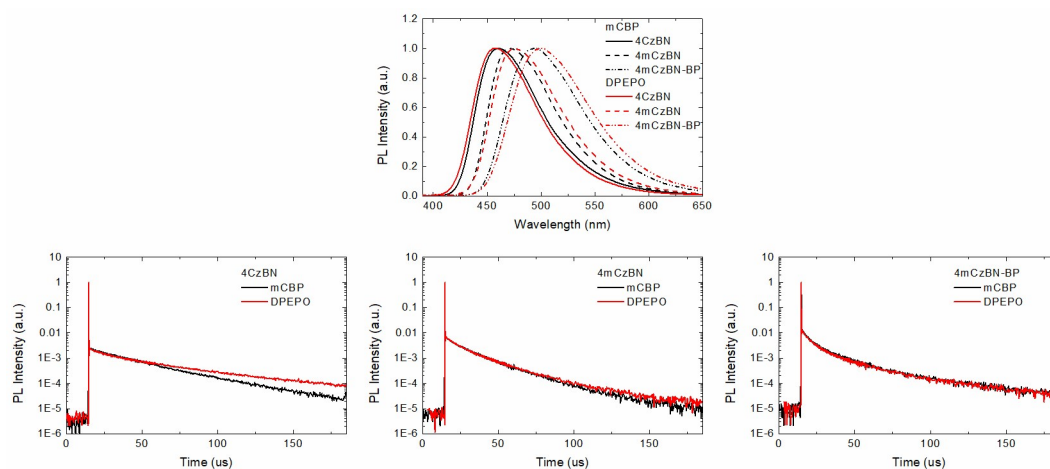 mCBP
4CzBN
4mCzBN
4mCzBN-BP
DPEPO
4CzBN
4mCzBN
4mCzBN-BP
PL Intensity (a.u.)
1.0
0.8
0.6
0.4
0.2
0.0
400 450 500 550 600 650
Wavelength (nm)
4CzBN
mCBP
DPEPO
PL Intensity (a.u.)
10
1
0.1
0.01
1E-3
1E-4
1E-5
1E-6
0 50 100 150
Time (us)
4mCzBN
mCBP
DPEPO
PL Intensity (a.u.)
10
1
0.1
0.01
1E-3
1E-4
1E-5
1E-6
0 50 100 150
Time (us)
4mCzBN-BP
mCBP
DPEPO
PL Intensity (a.u.)
10
1
0.1
0.01
1E-3
1E-4
1E-5
1E-6
0 50 100 150
Time (us)